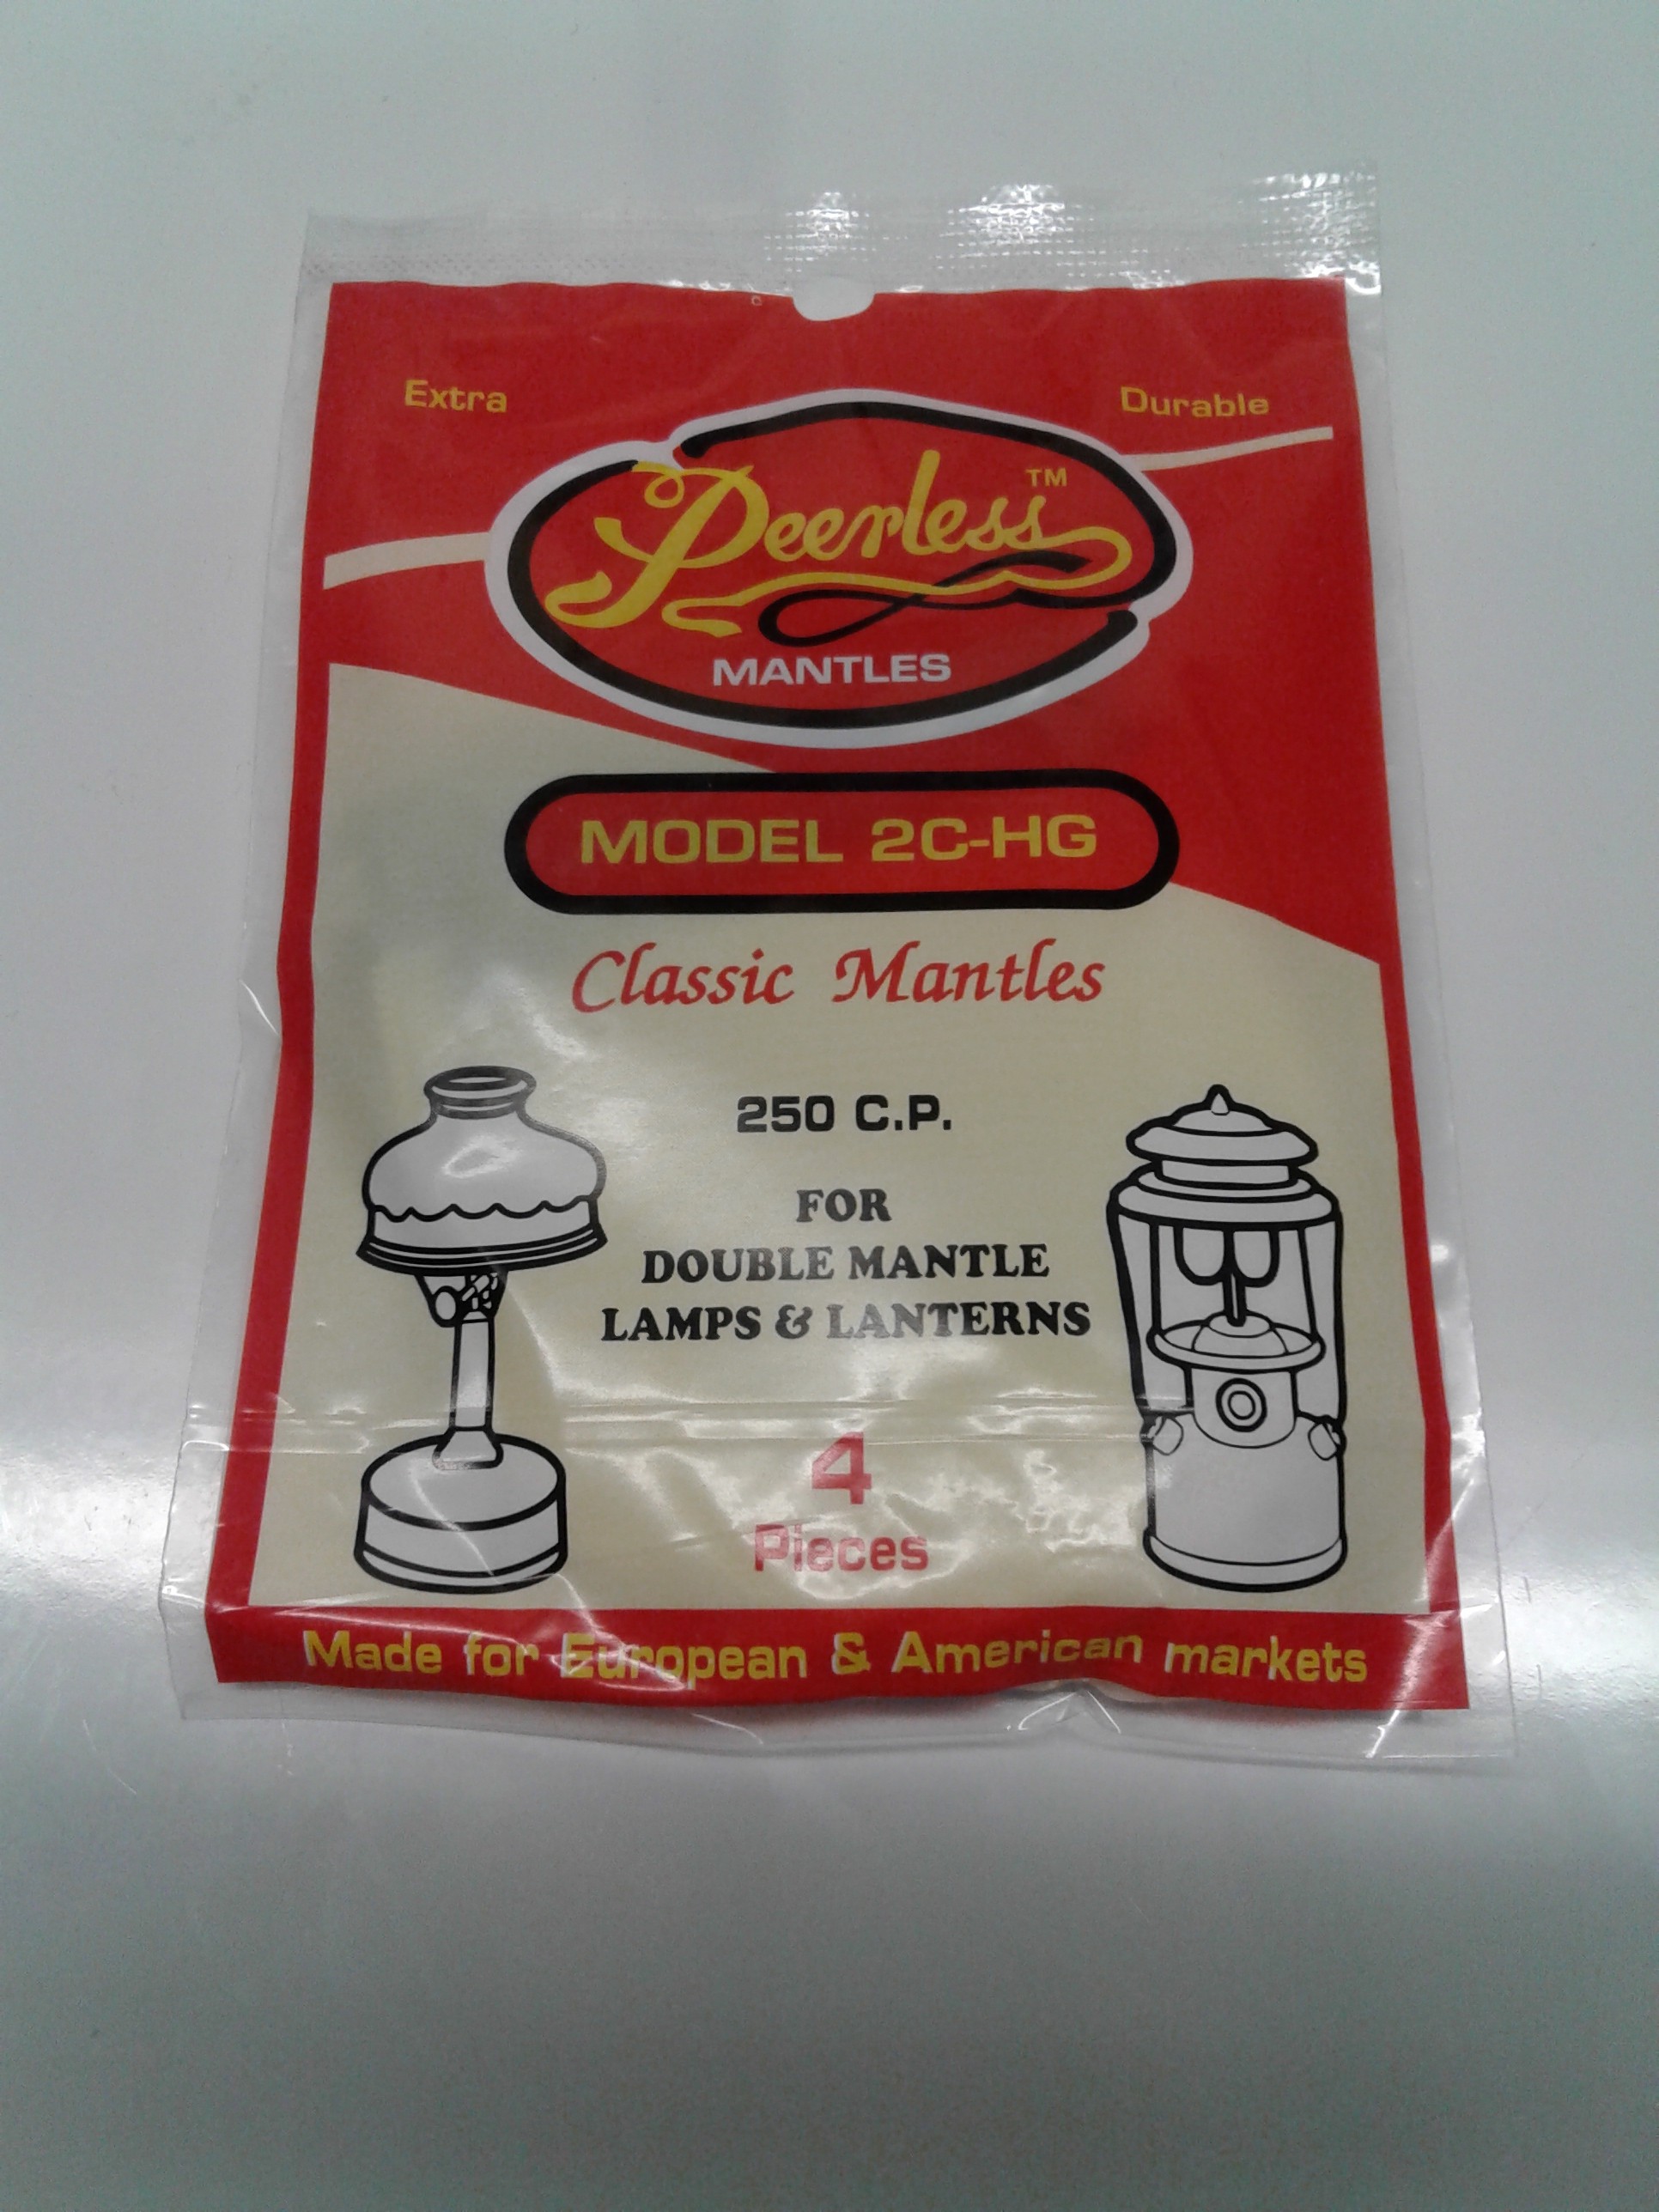 Extra Durable
Peerless™
MANTLES
MODEL 2C-HG
Classic Mantles
250 C.P.
FOR
DOUBLE MANTLE
LAMPS & LANTERNS
4
Pieces
Made for European & American markets